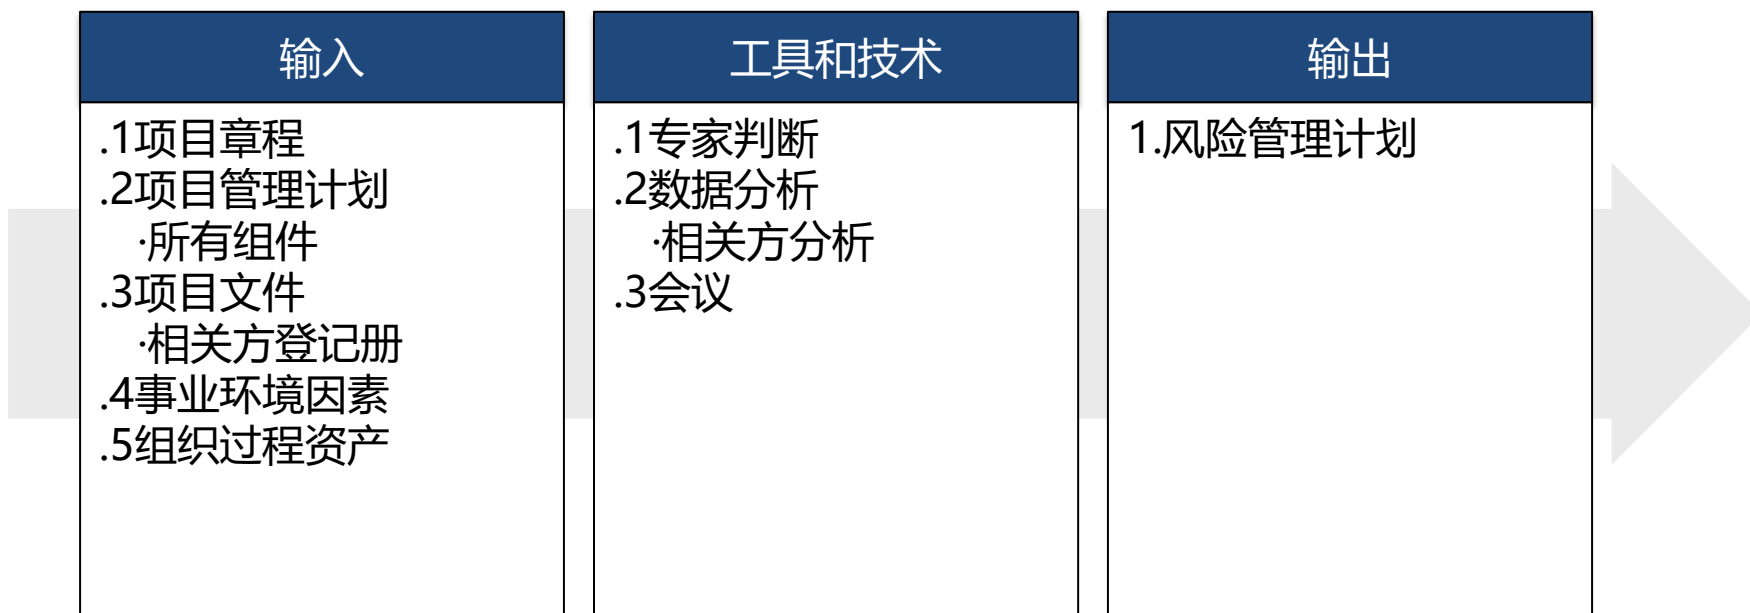 输入
.1项目章程
.2项目管理计划
·所有组件
.3项目文件
·相关方登记册
.4事业环境因素
.5组织过程资产
工具和技术
.1专家判断
.2数据分析
·相关方分析
.3会议
输出
1.风险管理计划